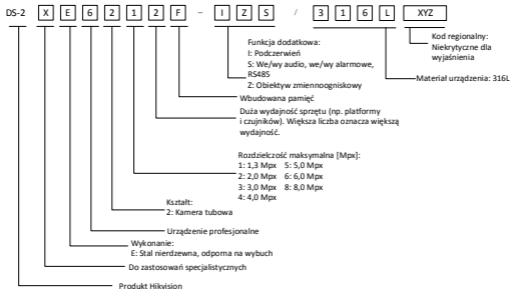 DS-2 X E 6 2 1 2 F – I Z S / 3 1 6 L XYZ
Kod regionalny:
Niekrytyczne dla
wyjaśnienia
Materiał urządzenia: 316L
Funkcja dodatkowa:
I: Podczerwień
S: We/wy audio, we/wy alarmowe,
RS485
Z: Obiektyw zmiennoogniskowy
Wbudowana pamięć
Duża wydajność sprzętu (np. platformy
i czujników). Większa liczba oznacza większą
wydajność.
Rozdzielczość maksymalna [Mpx]:
1: 1,3 Mpx 5: 5,0 Mpx
2: 2,0 Mpx 6: 6,0 Mpx
3: 3,0 Mpx 8: 8,0 Mpx
4: 4,0 Mpx
Kształt:
2: Kamera tubowa
Urządzenie profesjonalne
Wykonanie:
E: Stal nierdzewna, odporna na wybuch
Do zastosowań specjalistycznych
Produkt Hikvision